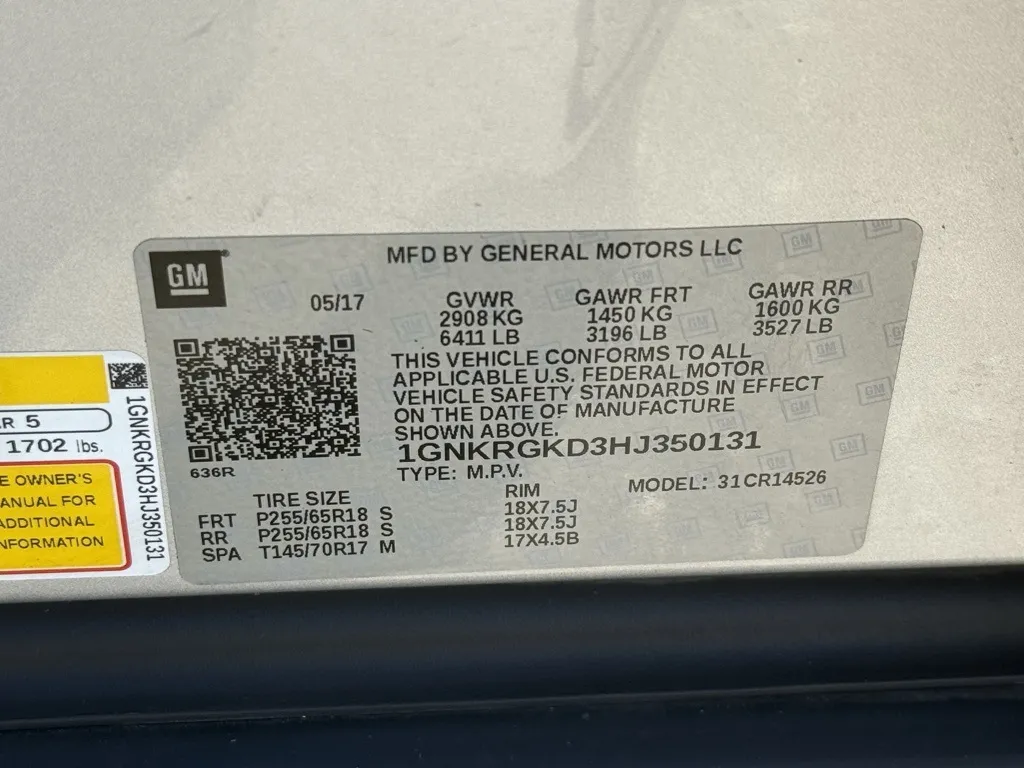 GM
MFD BY GENERAL MOTORS LLC
05/17
GVWR
2908 KG
6411 LB
GAWR FRT
1450 KG
3196 LB
GAWR RR
1600 KG
3527 LB
THIS VEHICLE CONFORMS TO ALL
APPLICABLE U.S. FEDERAL MOTOR
VEHICLE SAFETY STANDARDS IN EFFECT
ON THE DATE OF MANUFACTURE
SHOWN ABOVE.
1GNKRGKD3HJ350131
TYPE: M.P.V.
MODEL: 31CR14526
636R
TIRE SIZE
RIM
FRT P255/65R18 S 18X7.5J
RR P255/65R18 S 18X7.5J
SPA T145/70R17 M 17X4.5B
R 5
1702 lbs.
E OWNER'S
ANUAL FOR
ADDITIONAL
NFORMATION
1GNKRGKD3HJ350131